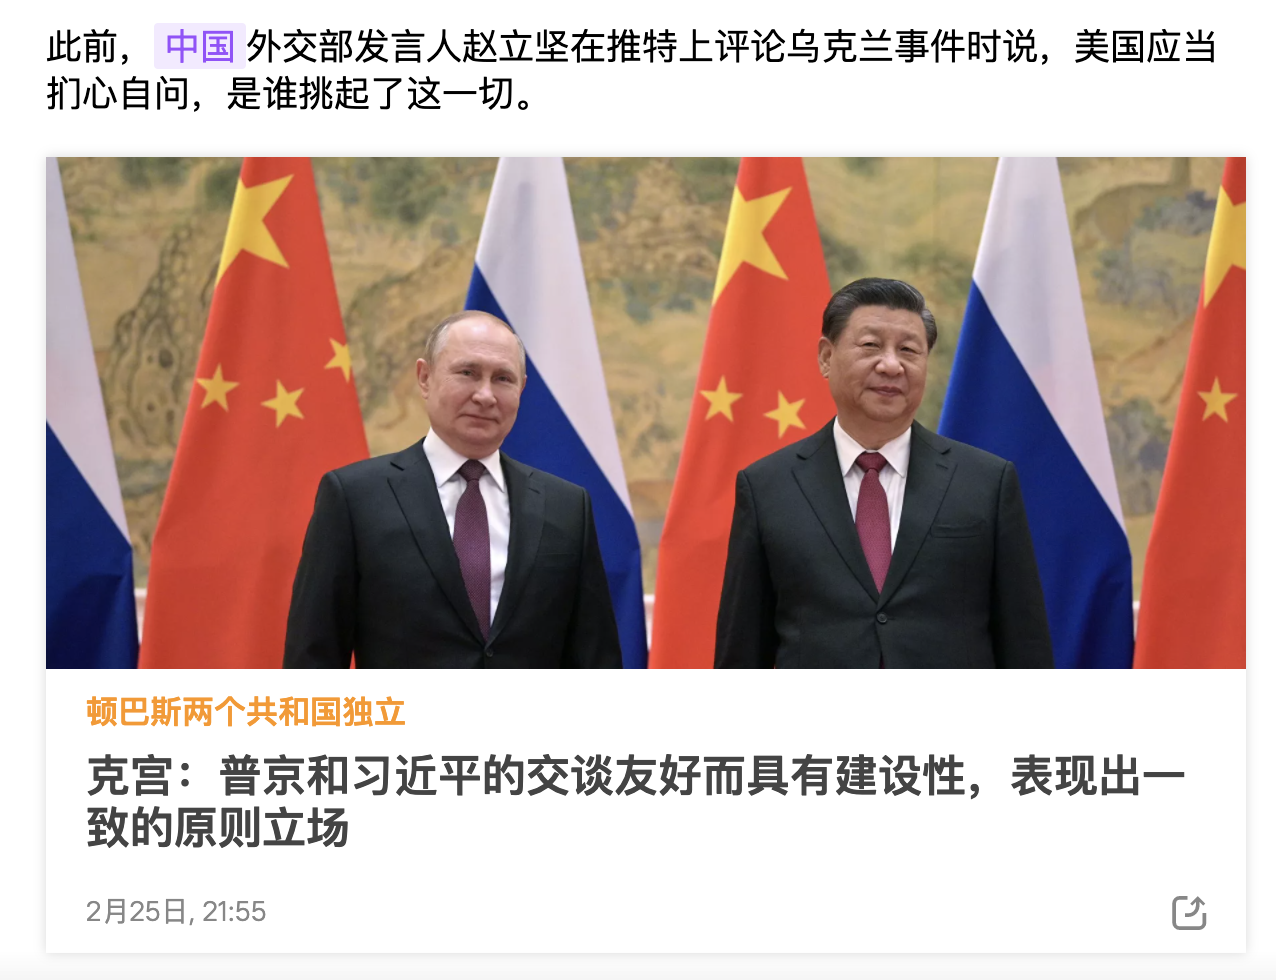 此前，中国外交部发言人赵立坚在推特上评论乌克兰事件时说，美国应当
扪心自问，是谁挑起了这一切。
顿巴斯两个共和国独立
克宫：普京和习近平的交谈友好而具有建设性，表现出一
致的原则立场
2月25日, 21:55